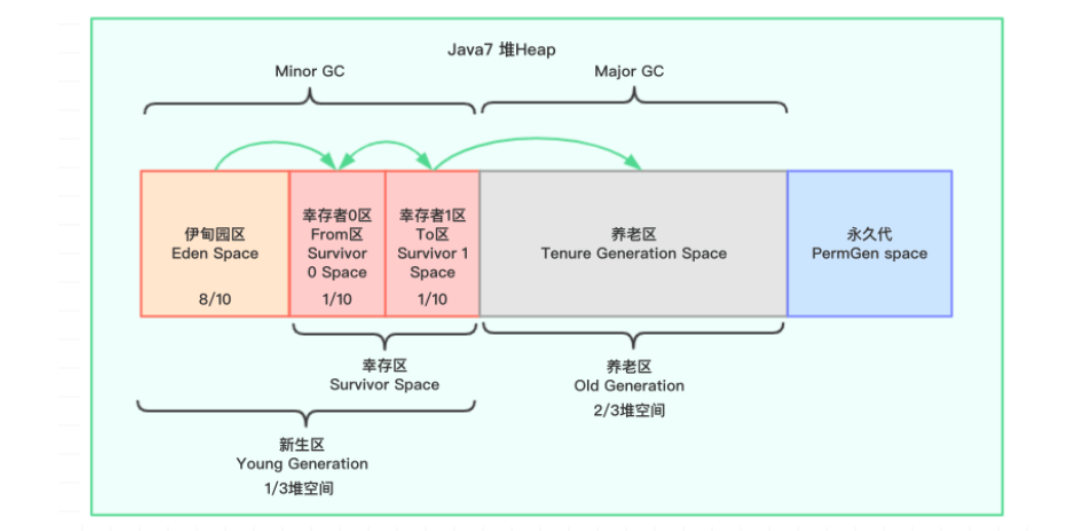 Java7 堆Heap
Minor GC
Major GC
伊甸园区
Eden Space
8/10
幸存者0区
From区
Survivor
0 Space
1/10
幸存者1区
To区
Survivor 1
Space
1/10
养老区
Tenure Generation Space
永久代
PermGen space
幸存区
Survivor Space
养老区
Old Generation
2/3堆空间
新生区
Young Generation
1/3堆空间